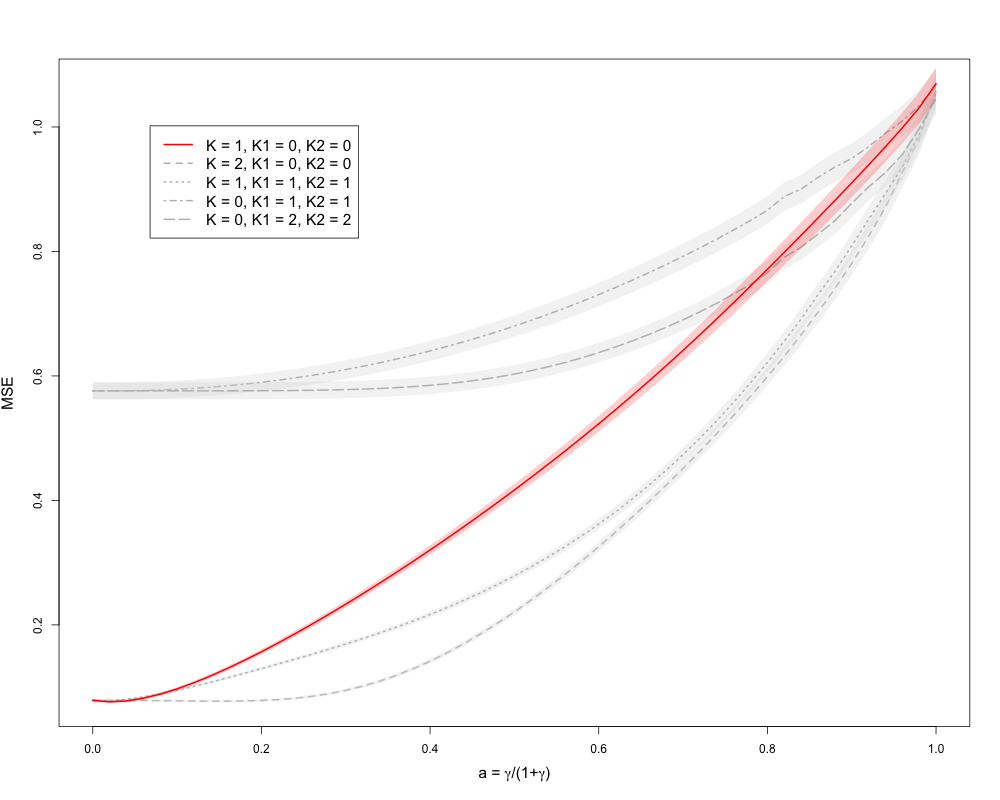 K = 1, K1 = 0, K2 = 0
K = 2, K1 = 0, K2 = 0
K = 1, K1 = 1, K2 = 1
K = 0, K1 = 1, K2 = 1
K = 0, K1 = 2, K2 = 2
MSE
1.0
0.8
0.6
0.4
0.2
0.0 0.2 0.4 0.6 0.8 1.0
a = γ/(1+γ)